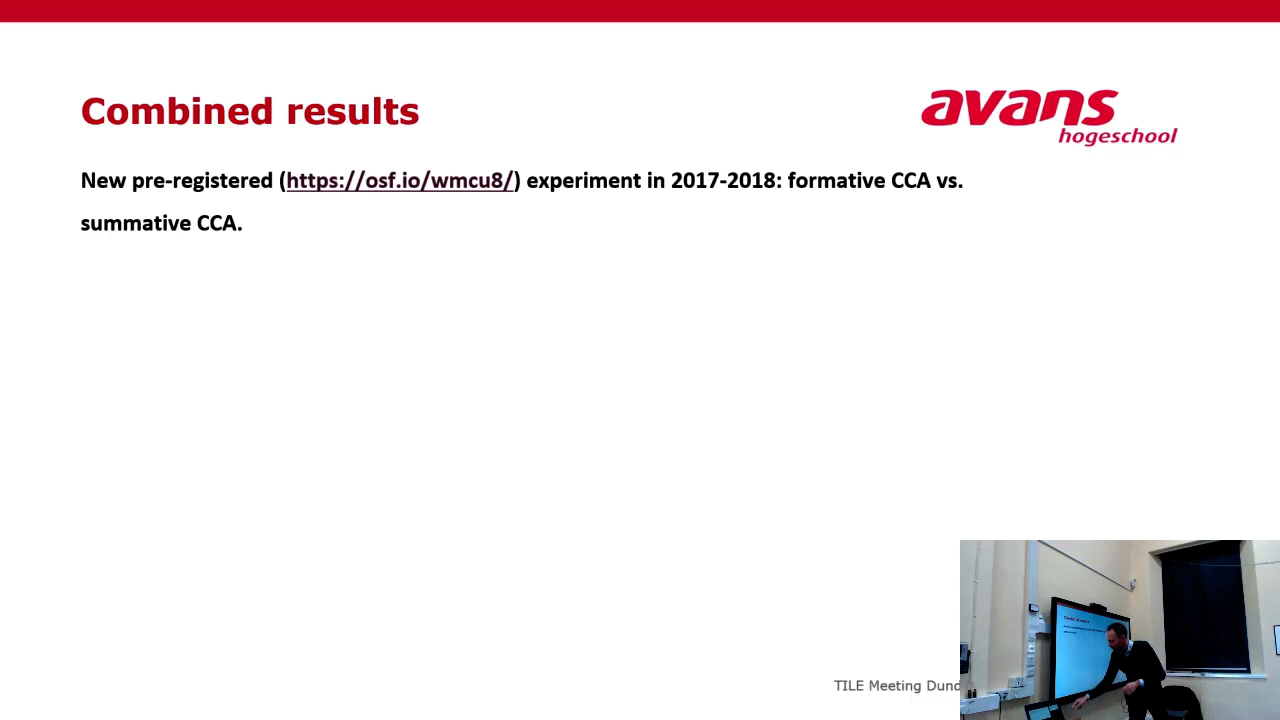 Combined results
avans
hogeschool
New pre-registered (https://osf.io/wmcu8/) experiment in 2017-2018: formative CCA vs.
summative CCA.
TILE Meeting Dund